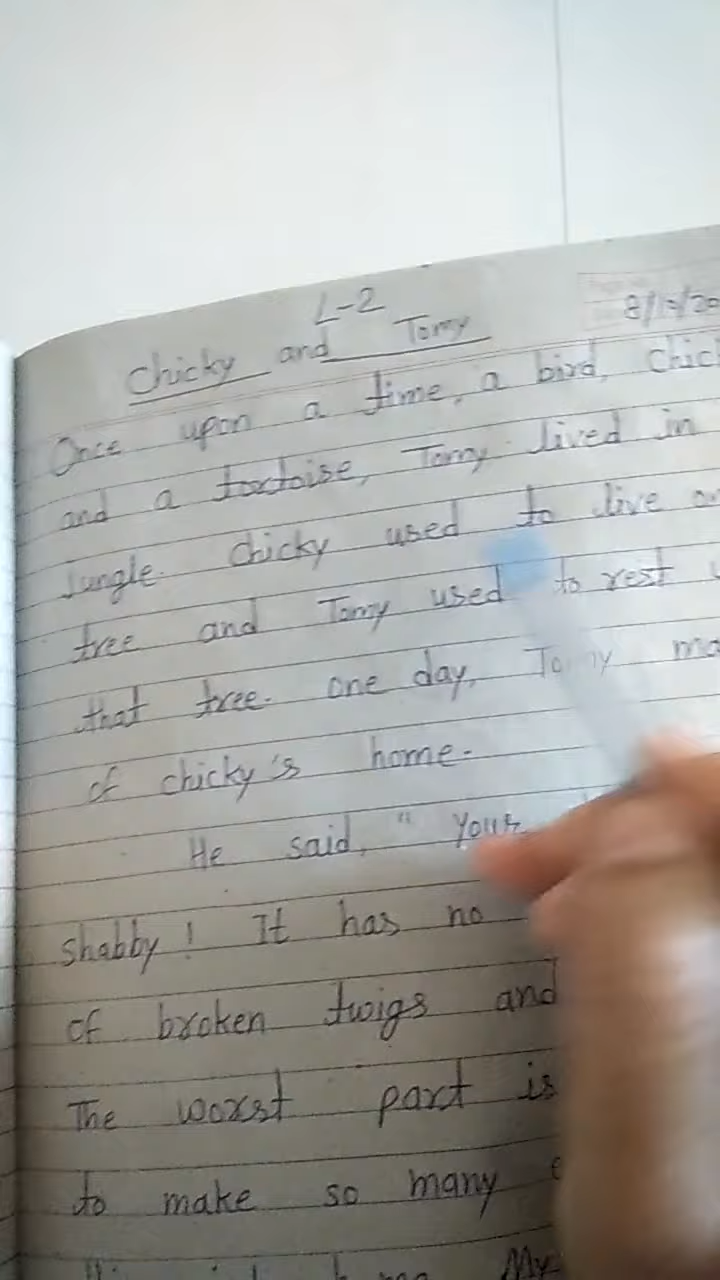 L-2
Chicky and Tomy
Once upon a time, a bird, Chick
and a tortoise, Tomy lived in
Jungle. Chicky used to live
tree and Tomy used to rest
that tree. One day, Tomy
of chicky's home.
He said, " Your
shabby! It has no
of broken twigs and
The worst part is
to make so many
My